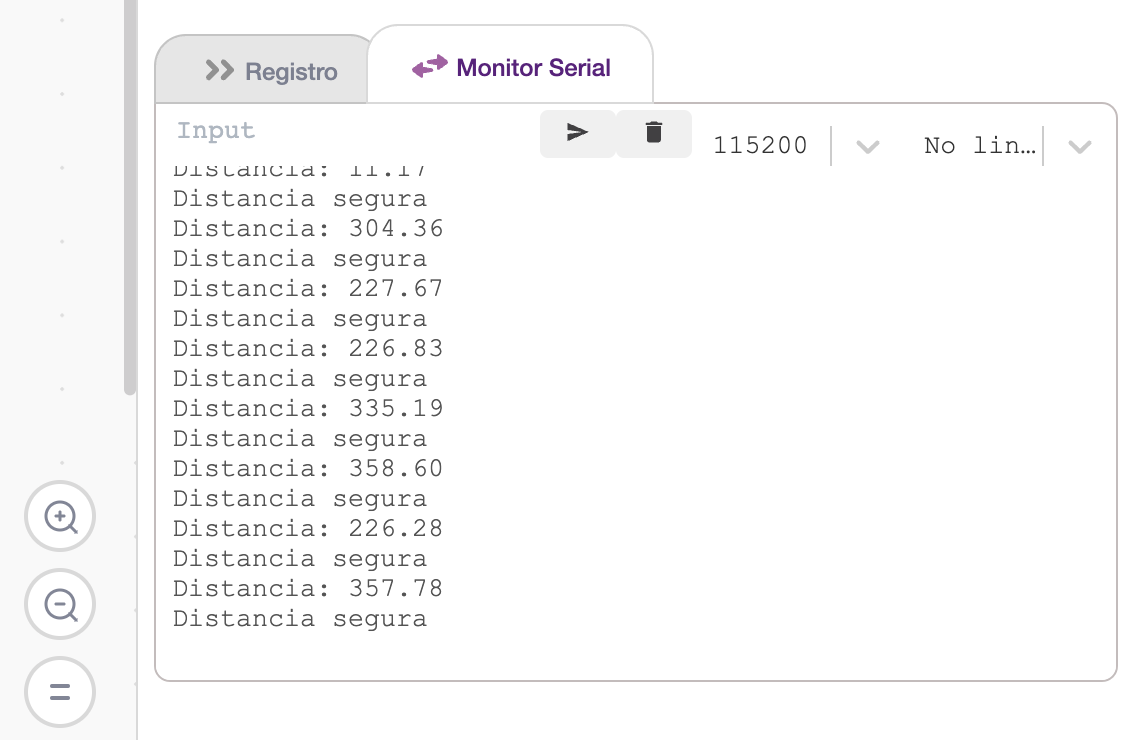 Registro
Monitor Serial
Input
115200
No lin…
Distancia: 11.17
Distancia segura
Distancia: 304.36
Distancia segura
Distancia: 227.67
Distancia segura
Distancia: 226.83
Distancia segura
Distancia: 335.19
Distancia segura
Distancia: 358.60
Distancia segura
Distancia: 226.28
Distancia segura
Distancia: 357.78
Distancia segura